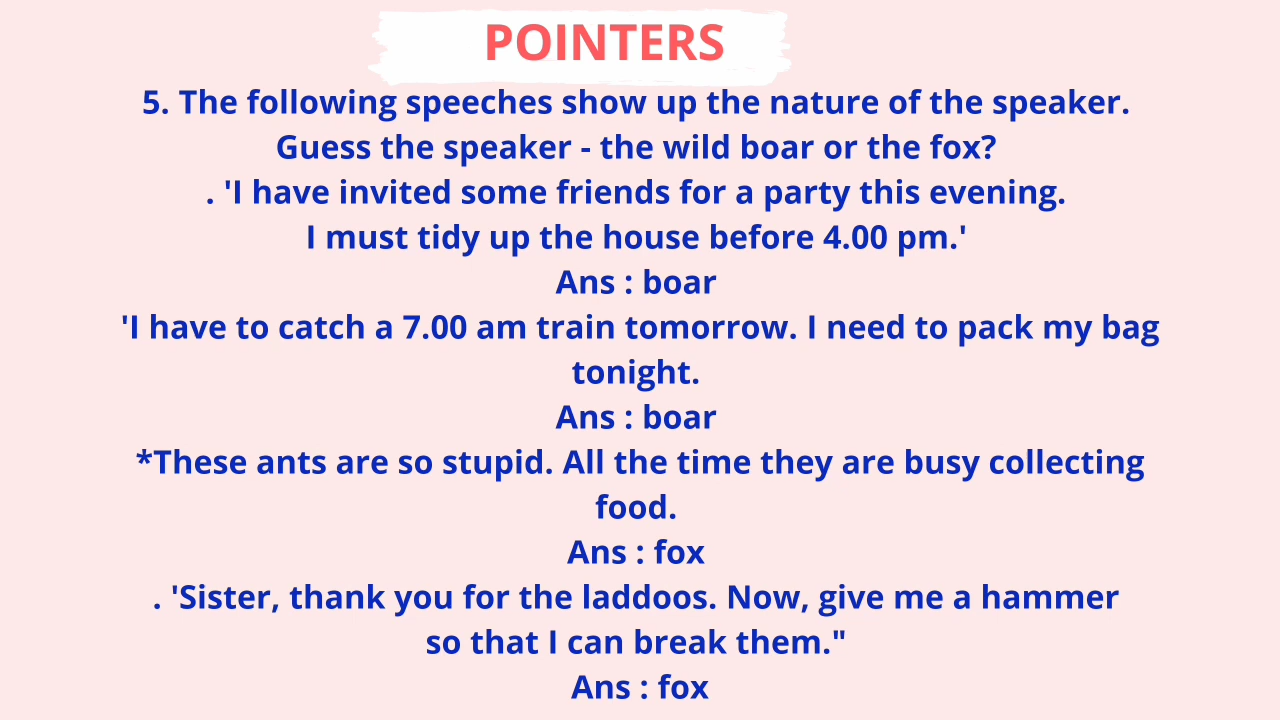 POINTERS
5. The following speeches show up the nature of the speaker.
Guess the speaker - the wild boar or the fox?
. 'I have invited some friends for a party this evening.
I must tidy up the house before 4.00 pm.'
Ans : boar
'I have to catch a 7.00 am train tomorrow. I need to pack my bag
tonight.
Ans : boar
*These ants are so stupid. All the time they are busy collecting
food.
Ans : fox
. 'Sister, thank you for the laddoos. Now, give me a hammer
so that I can break them."
Ans : fox